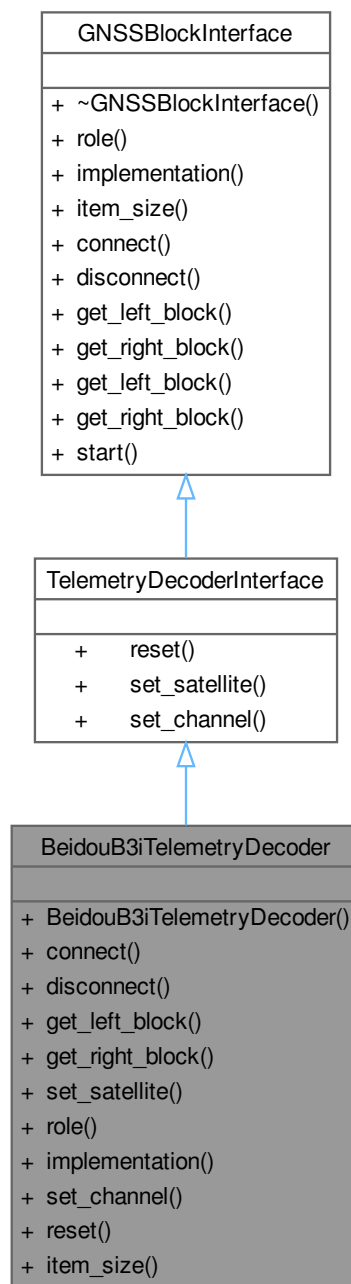 GNSSBlockInterface
+ ~GNSSBlockInterface()
+ role()
+ implementation()
+ item_size()
+ connect()
+ disconnect()
+ get_left_block()
+ get_right_block()
+ get_left_block()
+ get_right_block()
+ start()
TelemetryDecoderInterface
+ reset()
+ set_satellite()
+ set_channel()
BeidouB3iTelemetryDecoder
+ BeidouB3iTelemetryDecoder()
+ connect()
+ disconnect()
+ get_left_block()
+ get_right_block()
+ set_satellite()
+ role()
+ implementation()
+ set_channel()
+ reset()
+ item_size()